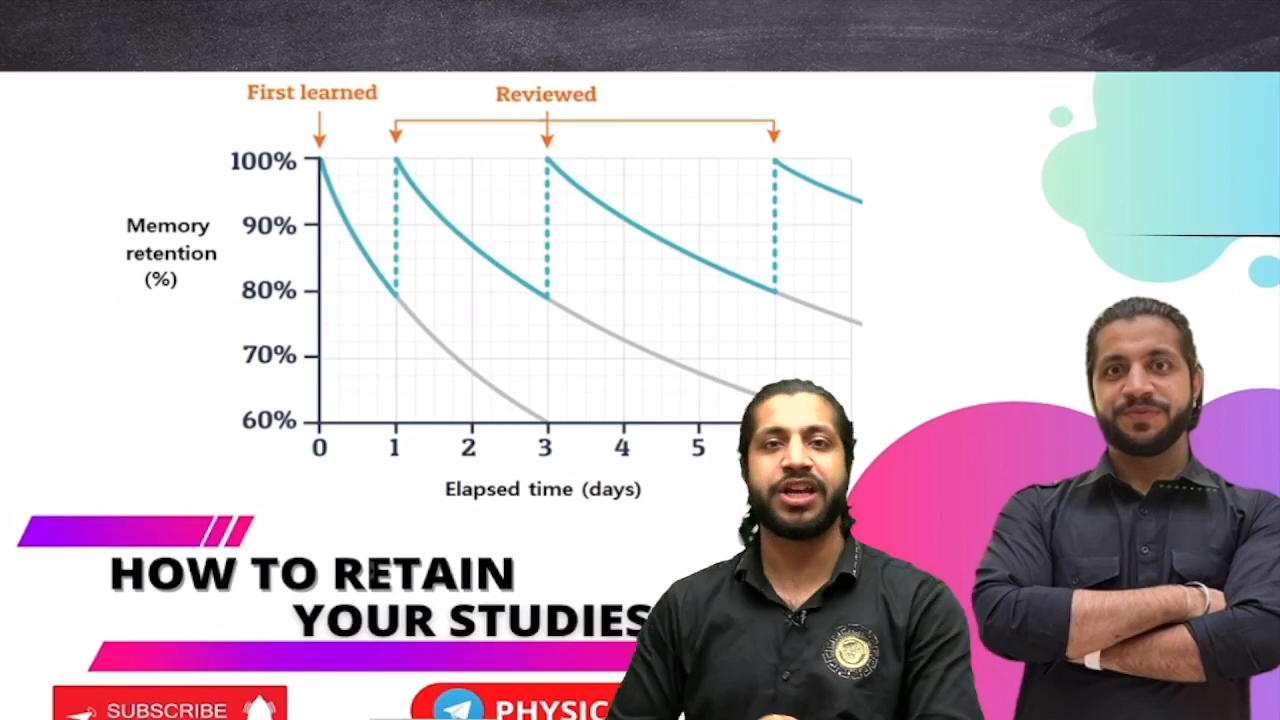 First learned
Reviewed
100%
90%
80%
70%
60%
Memory
retention
(%)
0 1 2 3 4 5
Elapsed time (days)
HOW TO RETAIN
YOUR STUDIES
SUBSCRIBE
PHYSIC